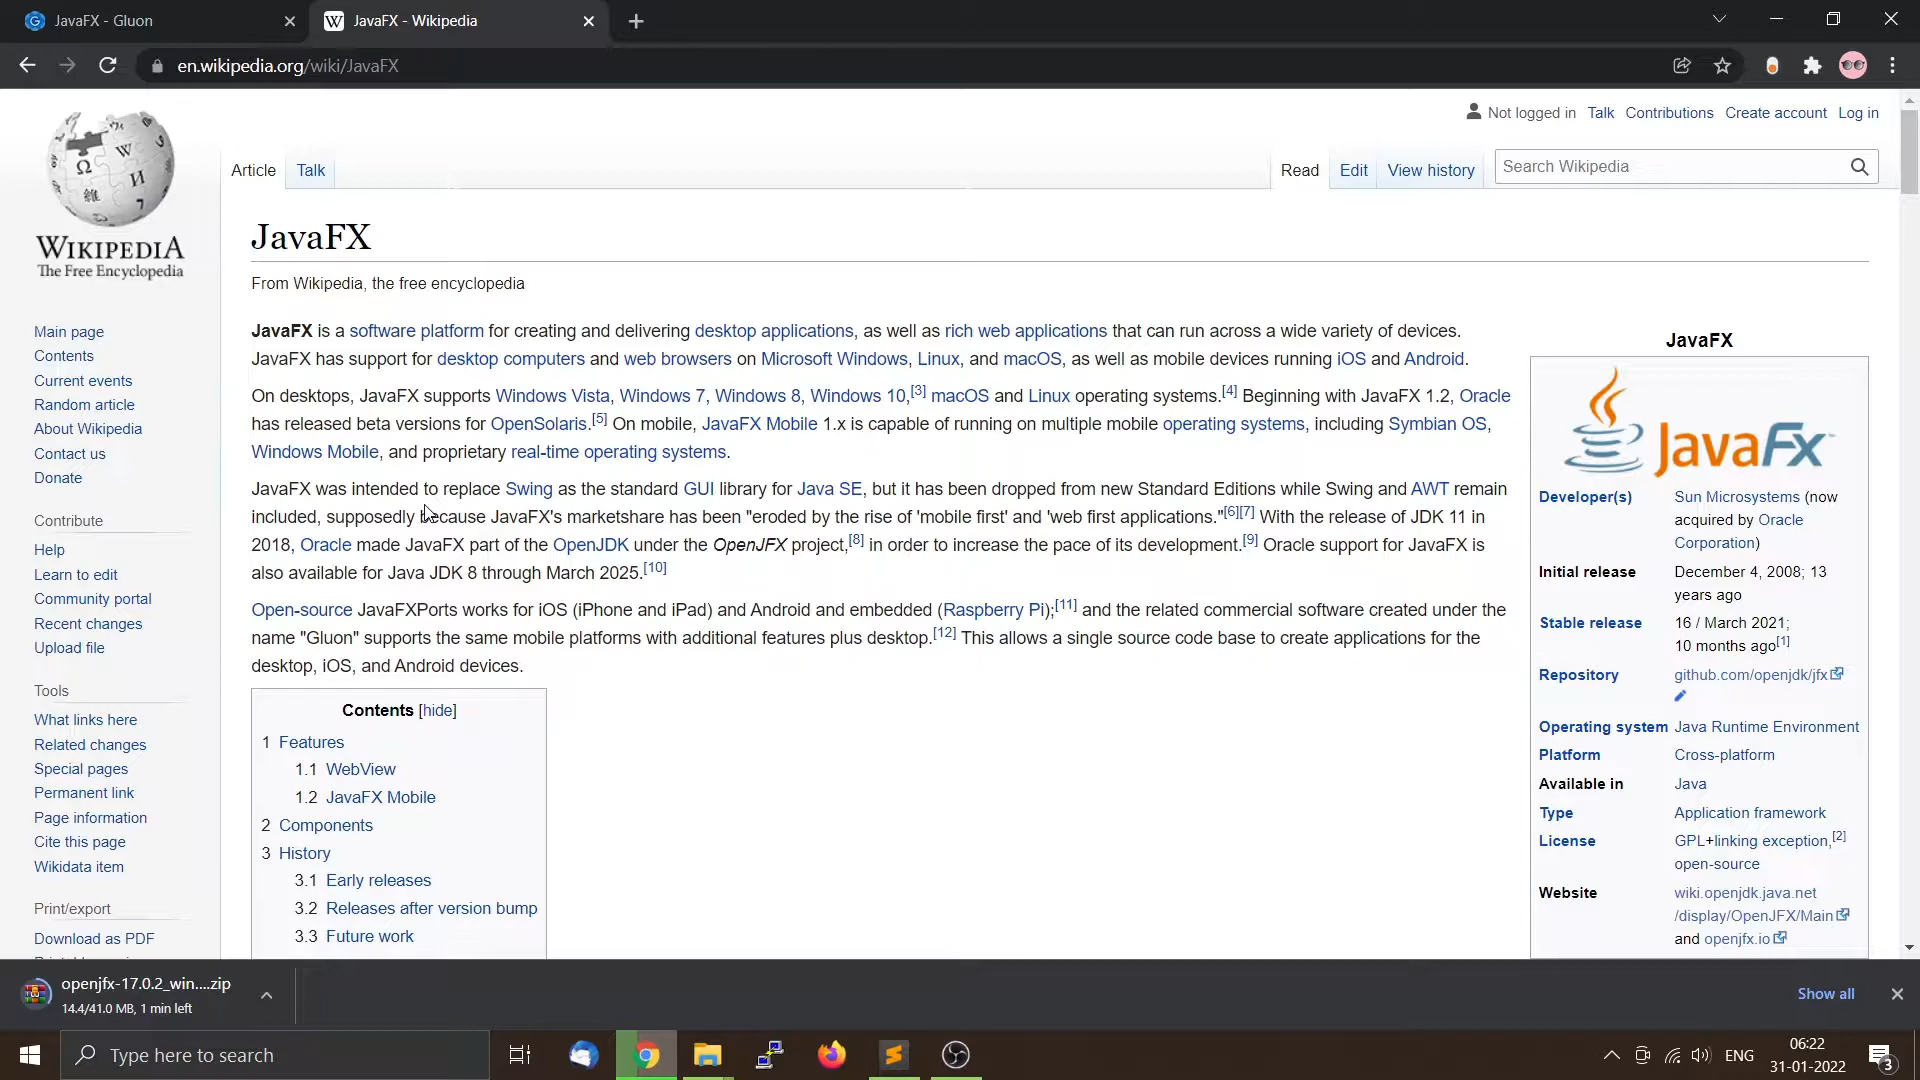 JavaFX - Gluon
JavaFX - Wikipedia
en.wikipedia.org/wiki/JavaFX
Not logged in Talk Contributions Create account Log in
Article Talk
Read Edit View history
Search Wikipedia
WIKIPEDIA
The Free Encyclopedia
Main page
Contents
Current events
Random article
About Wikipedia
Contact us
Donate
Contribute
Help
Learn to edit
Community portal
Recent changes
Upload file
Tools
What links here
Related changes
Special pages
Permanent link
Page information
Cite this page
Wikidata item
Print/export
Download as PDF
JavaFX
From Wikipedia, the free encyclopedia
JavaFX is a software platform for creating and delivering desktop applications, as well as rich web applications that can run across a wide variety of devices.
JavaFX has support for desktop computers and web browsers on Microsoft Windows, Linux, and macOS, as well as mobile devices running iOS and Android.
On desktops, JavaFX supports Windows Vista, Windows 7, Windows 8, Windows 10,[3] macOS and Linux operating systems.[4] Beginning with JavaFX 1.2, Oracle
has released beta versions for OpenSolaris.[5] On mobile, JavaFX Mobile 1.x is capable of running on multiple mobile operating systems, including Symbian OS,
Windows Mobile, and proprietary real-time operating systems.
JavaFX was intended to replace Swing as the standard GUI library for Java SE, but it has been dropped from new Standard Editions while Swing and AWT remain
included, supposedly because JavaFX's marketshare has been "eroded by the rise of 'mobile first' and 'web first applications."[6][7] With the release of JDK 11 in
2018, Oracle made JavaFX part of the OpenJDK under the OpenJFX project,[8] in order to increase the pace of its development.[9] Oracle support for JavaFX is
also available for Java JDK 8 through March 2025.[10]
Open-source JavaFXPorts works for iOS (iPhone and iPad) and Android and embedded (Raspberry Pi);[11] and the related commercial software created under the
name "Gluon" supports the same mobile platforms with additional features plus desktop.[12] This allows a single source code base to create applications for the
desktop, iOS, and Android devices.
Contents [hide]
1 Features
1.1 WebView
1.2 JavaFX Mobile
2 Components
3 History
3.1 Early releases
3.2 Releases after version bump
3.3 Future work
JavaFX
JavaFx
Developer(s) Sun Microsystems (now
acquired by Oracle
Corporation)
Initial release December 4, 2008; 13
years ago
Stable release 16 / March 2021;
10 months ago[1]
Repository github.com/openjdk/jfx
Operating system Java Runtime Environment
Platform Cross-platform
Available in Java
Type Application framework
License GPL+linking exception,[2]
open-source
Website wiki.openjdk.java.net
/display/OpenJFX/Main
and openjfx.io
openjfx-17.0.2_win....zip
14.4/41.0 MB, 1 min left
Show all
Type here to search
ENG
06:22
31-01-2022
3